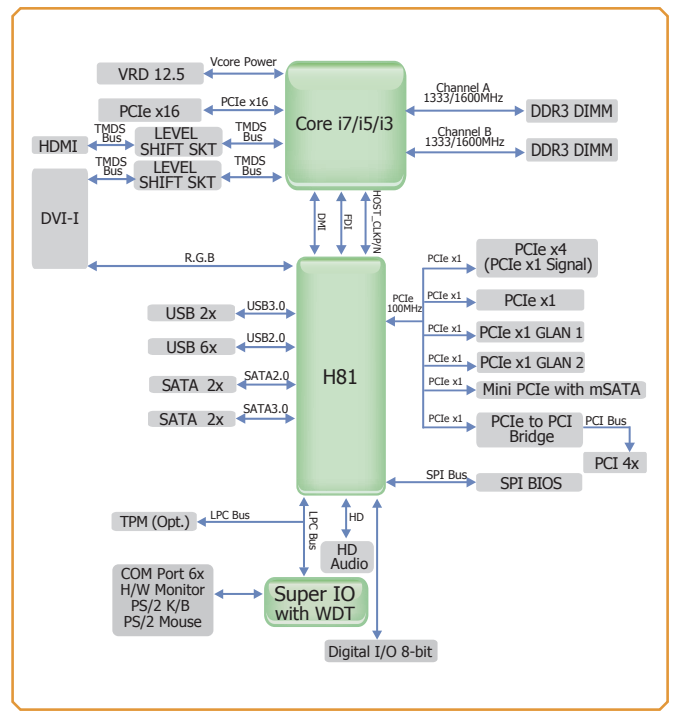 VRD 12.5
Vcore Power
PCIe x16
PCIe x16
HDMI
TMDS
Bus
LEVEL
SHIFT SKT
TMDS
Bus
TMDS
Bus
LEVEL
SHIFT SKT
TMDS
Bus
DVI-I
Core i7/i5/i3
Channel A
1333/1600MHz
DDR3 DIMM
Channel B
1333/1600MHz
DDR3 DIMM
DMI
FDI
HOST_CLKP/N
R.G.B
H81
USB 2x
USB3.0
USB 6x
USB2.0
SATA 2x
SATA2.0
SATA 2x
SATA3.0
PCIe
100MHz
PCIe x1
PCIe x4
(PCIe x1 Signal)
PCIe x1
PCIe x1
PCIe x1
PCIe x1 GLAN 1
PCIe x1
PCIe x1 GLAN 2
PCIe x1
Mini PCIe with mSATA
PCIe x1
PCIe to PCI
Bridge
PCI Bus
PCI 4x
SPI Bus
SPI BIOS
TPM (Opt.)
LPC Bus
LPC Bus
HD
HD
Audio
COM Port 6x
H/W Monitor
PS/2 K/B
PS/2 Mouse
Super IO
with WDT
Digital I/O 8-bit